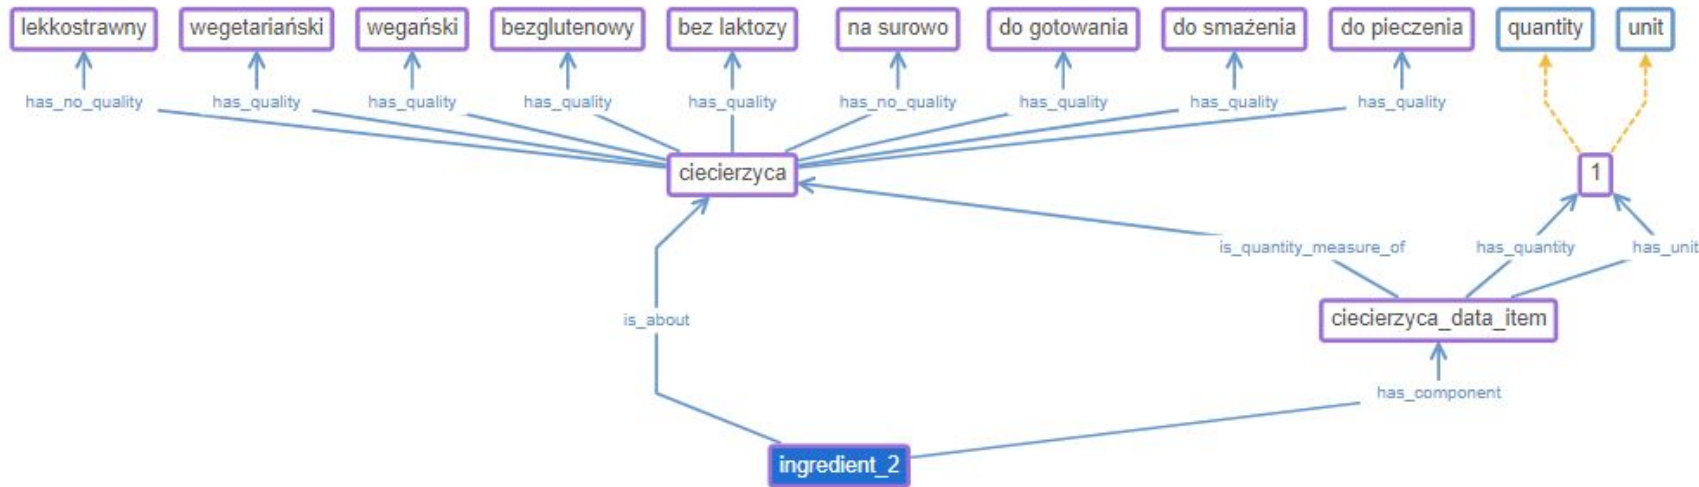 lekkostrawny wegetariański wegański bezglutenowy bez laktozy na surowo do gotowania do smażenia do pieczenia quantity unit
has_no_quality has_quality has_quality has_quality has_quality has_no_quality has_quality has_quality has_quality
ciecierzyca 1
is_quantity_measure_of has_quantity has_unit
is_about ciecierzyca_data_item
has_component
ingredient_2